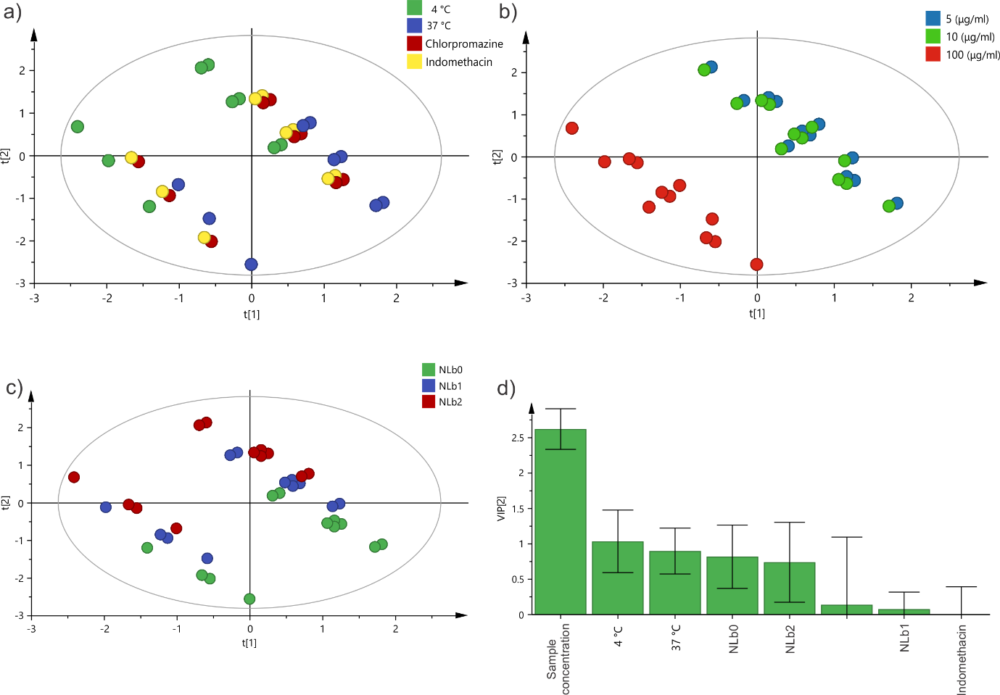 a)
4 °C
37 °C
Chlorpromazine
Indomethacin
t[2]
2
1
0
-1
-2
-3
-3
-2
-1
0
1
2
t[1]
b)
5 (µg/ml)
10 (µg/ml)
100 (µg/ml)
t[2]
2
1
0
-1
-2
-3
-3
-2
-1
0
1
2
t[1]
c)
NLb0
NLb1
NLb2
t[2]
2
1
0
-1
-2
-3
-3
-2
-1
0
1
2
t[1]
d)
VIP[2]
2.5
2
1.5
1
0.5
0
Sample
concentration
4 °C
37 °C
NLb0
NLb2
NLb1
Indomethacin